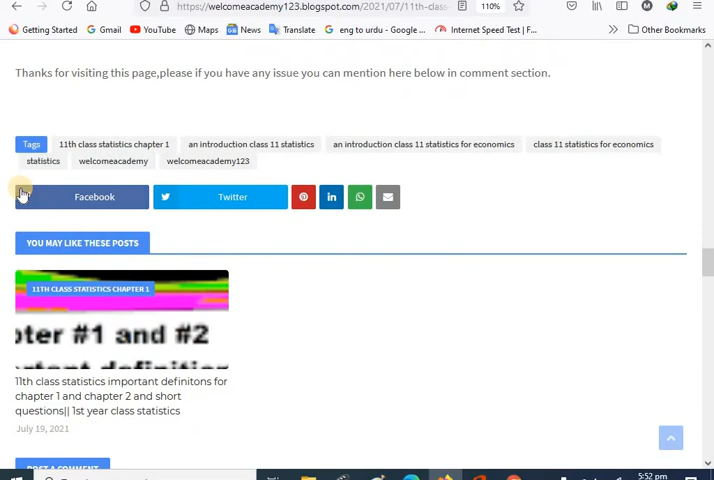 https://welcomeacademy123.blogspot.com/2021/07/11th-class-
110%
Getting Started Gmail YouTube Maps News Translate eng to urdu - Google ... Internet Speed Test | F... Other Bookmarks
Thanks for visiting this page,please if you have any issue you can mention here below in comment section.
Tags 11th class statistics chapter 1 an introduction class 11 statistics an introduction class 11 statistics for economics class 11 statistics for economics
statistics welcomeacademy welcomeacademy123
Facebook Twitter
YOU MAY LIKE THESE POSTS
11TH CLASS STATISTICS CHAPTER 1
pter #1 and #2
11th class statistics important definitons for
chapter 1 and chapter 2 and short
questions|| 1st year class statistics
July 19, 2021
POST A COMMENT
5:52 pm